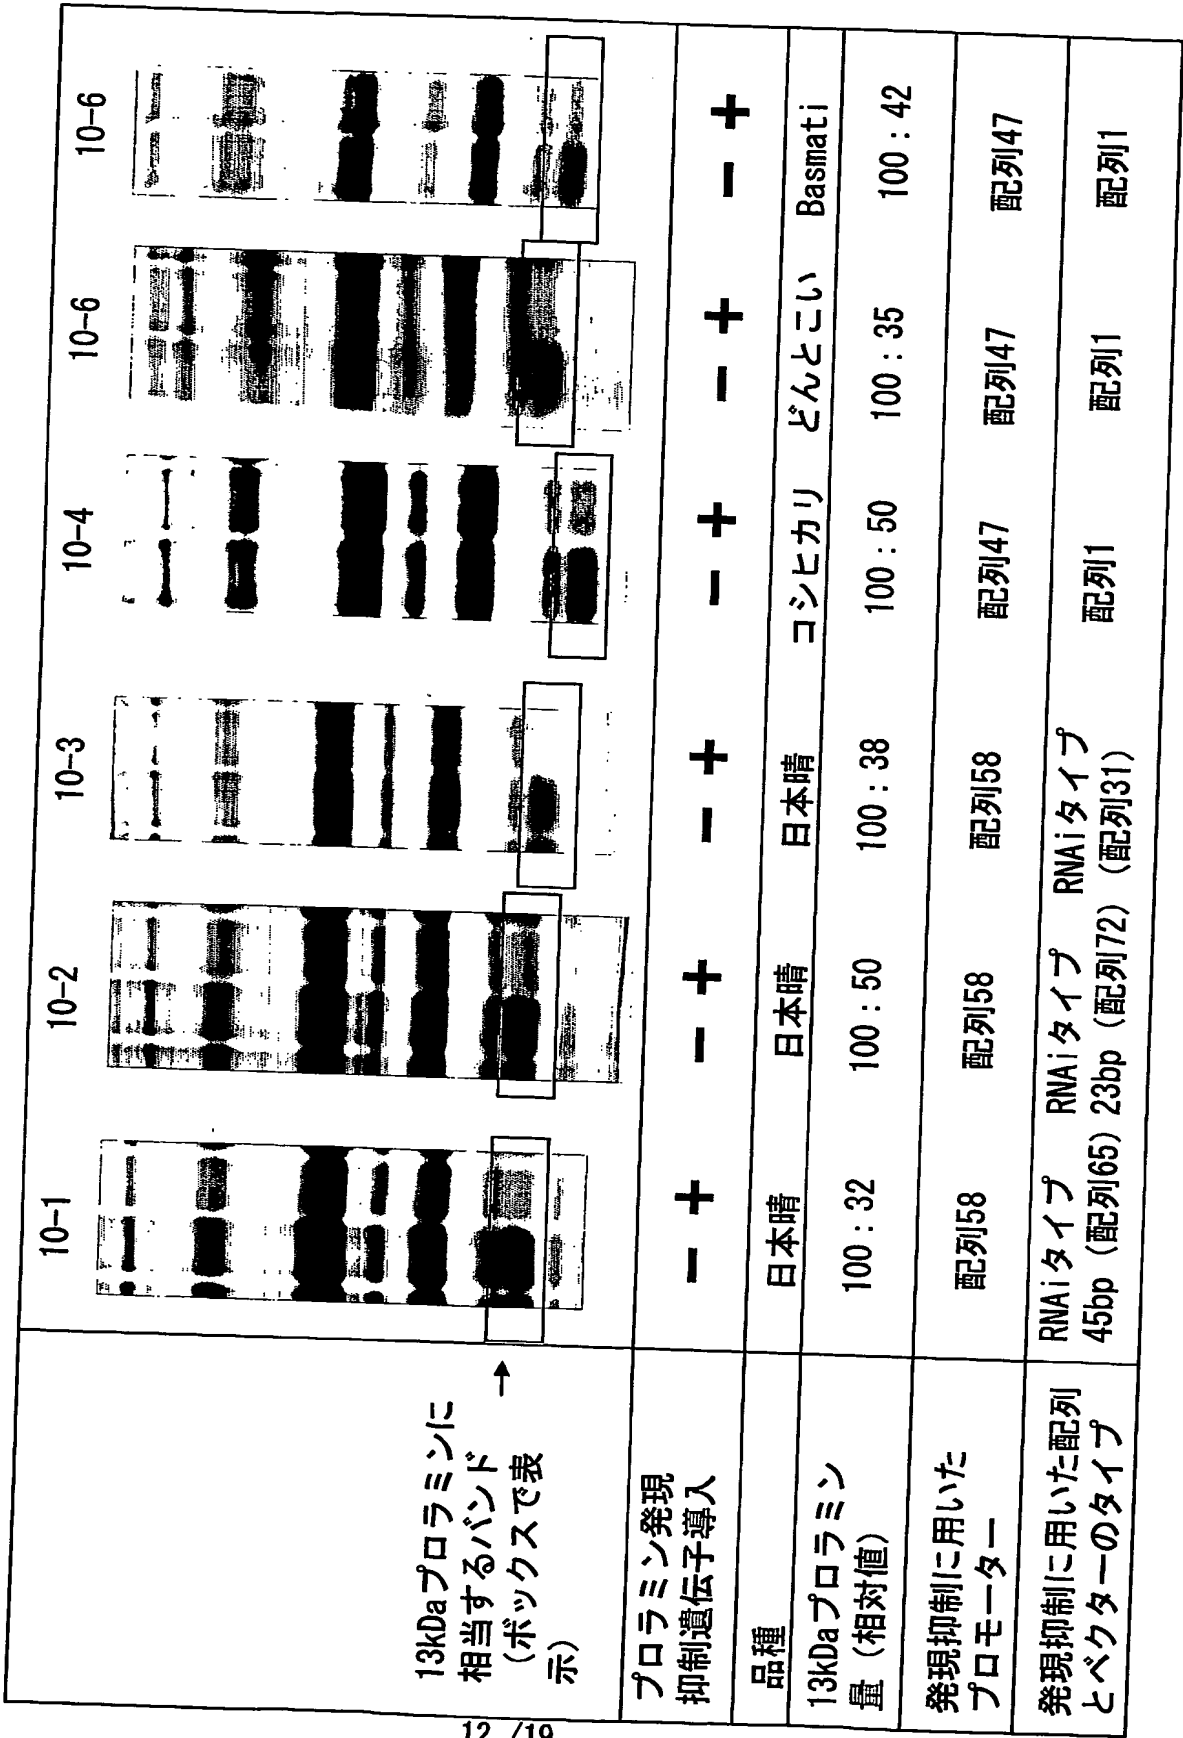 10-1 10-2 10-3 10-4 10-6 10-6
13kDaプロラミンに
相当するバンド →
(ボックスで表
示)
プロラミン発現
抑制遺伝子導入
− + − + − + − + − + − +
品種 日本晴 日本晴 日本晴 コシヒカリ どんとこい Basmati
13kDaプロラミン
量 (相対値)
100:32 100:50 100:38 100:50 100:35 100:42
発現抑制に用いた
プロモーター
配列58 配列58 配列58 配列47 配列47 配列47
発現抑制に用いた配列
とベクターのタイプ
RNAiタイプ RNAiタイプ RNAiタイプ
45bp (配列65) 23bp (配列72) (配列31) 配列1 配列1 配列1
12 /19